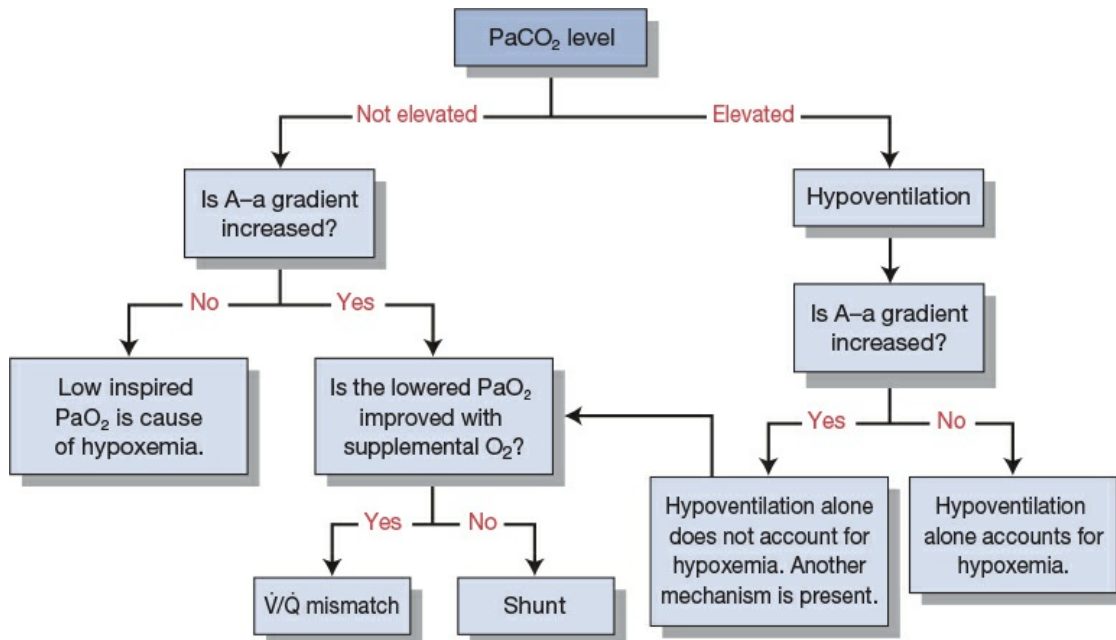 PaCO₂ level
Not elevated
Elevated
Is A–a gradient
increased?
Hypoventilation
No
Yes
Is A–a gradient
increased?
Low inspired
PaO₂ is cause
of hypoxemia.
Is the lowered PaO₂
improved with
supplemental O₂?
Yes
No
Yes
No
Hypoventilation alone
does not account for
hypoxemia. Another
mechanism is present.
Hypoventilation
alone accounts for
hypoxemia.
V̇/Q̇ mismatch
Shunt